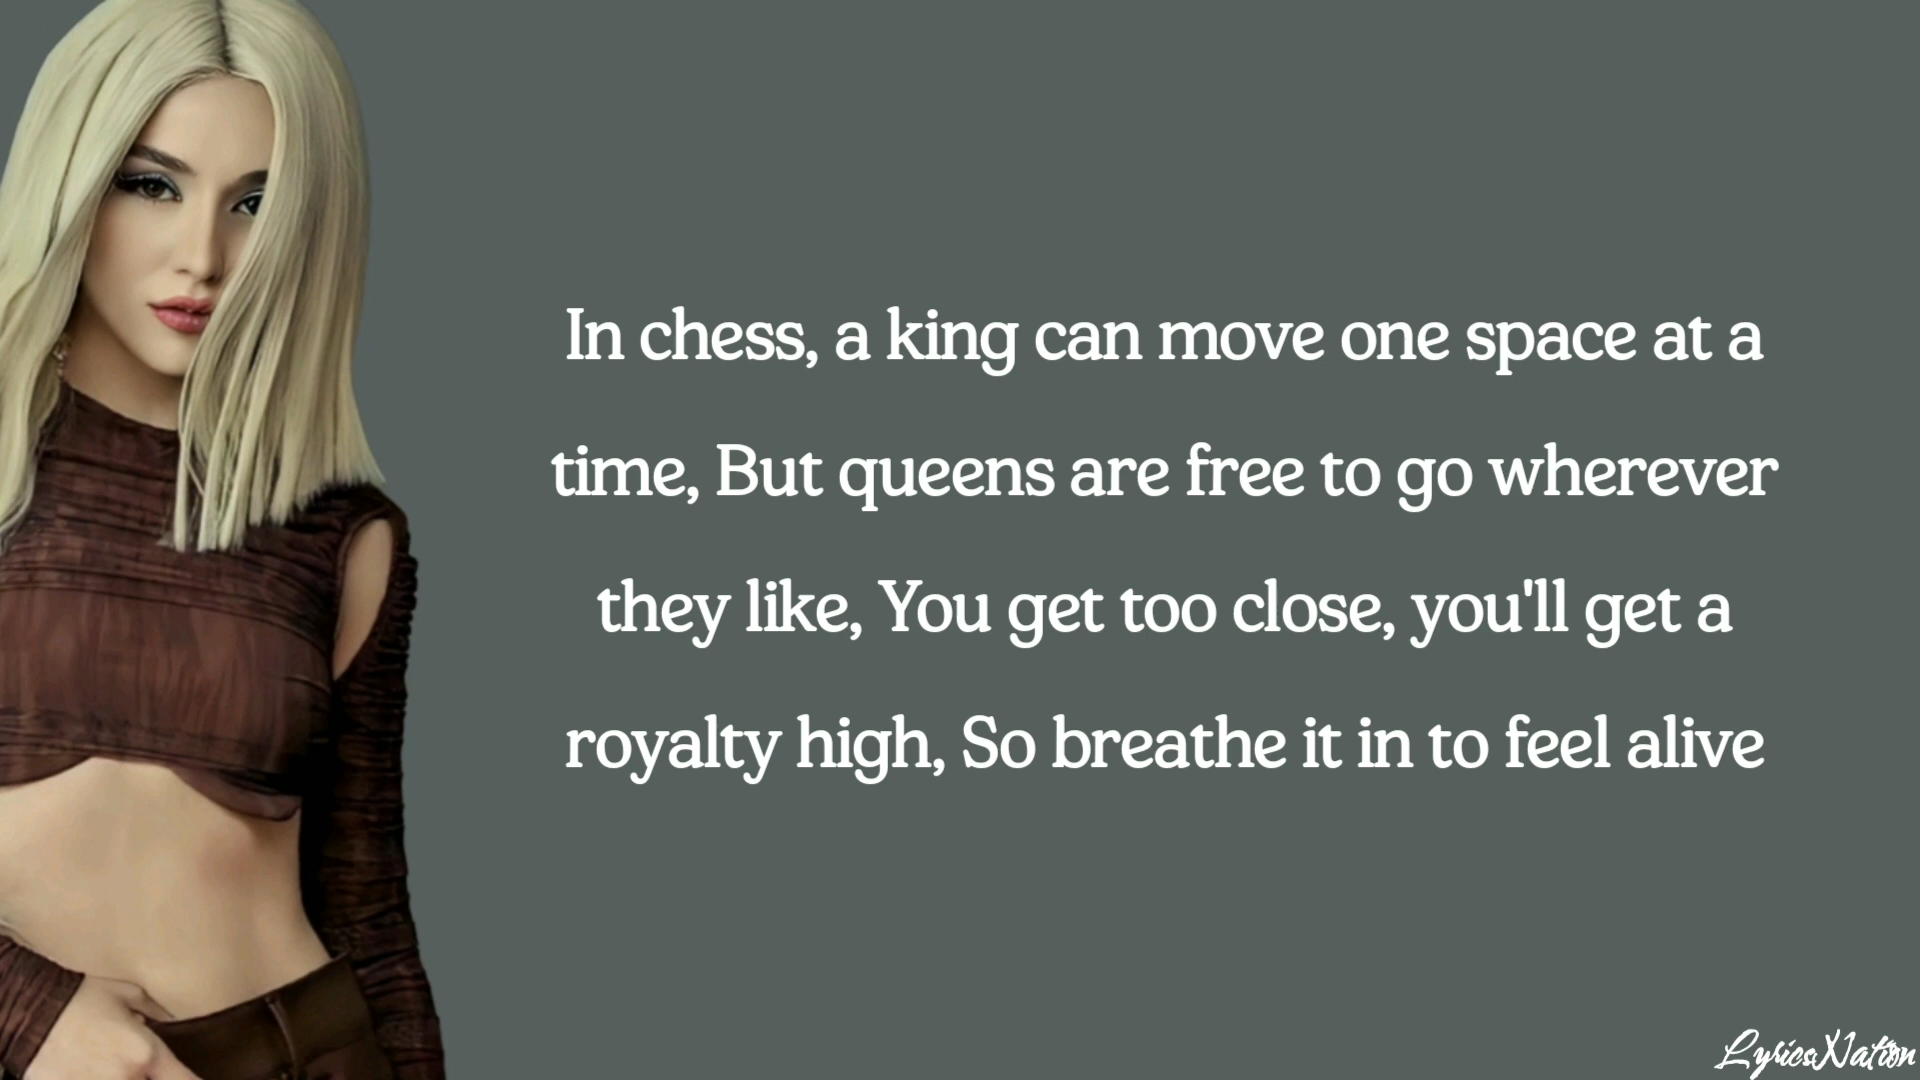 In chess, a king can move one space at a
time, But queens are free to go wherever
they like, You get too close, you'll get a
royalty high, So breathe it in to feel alive
LyricsNation